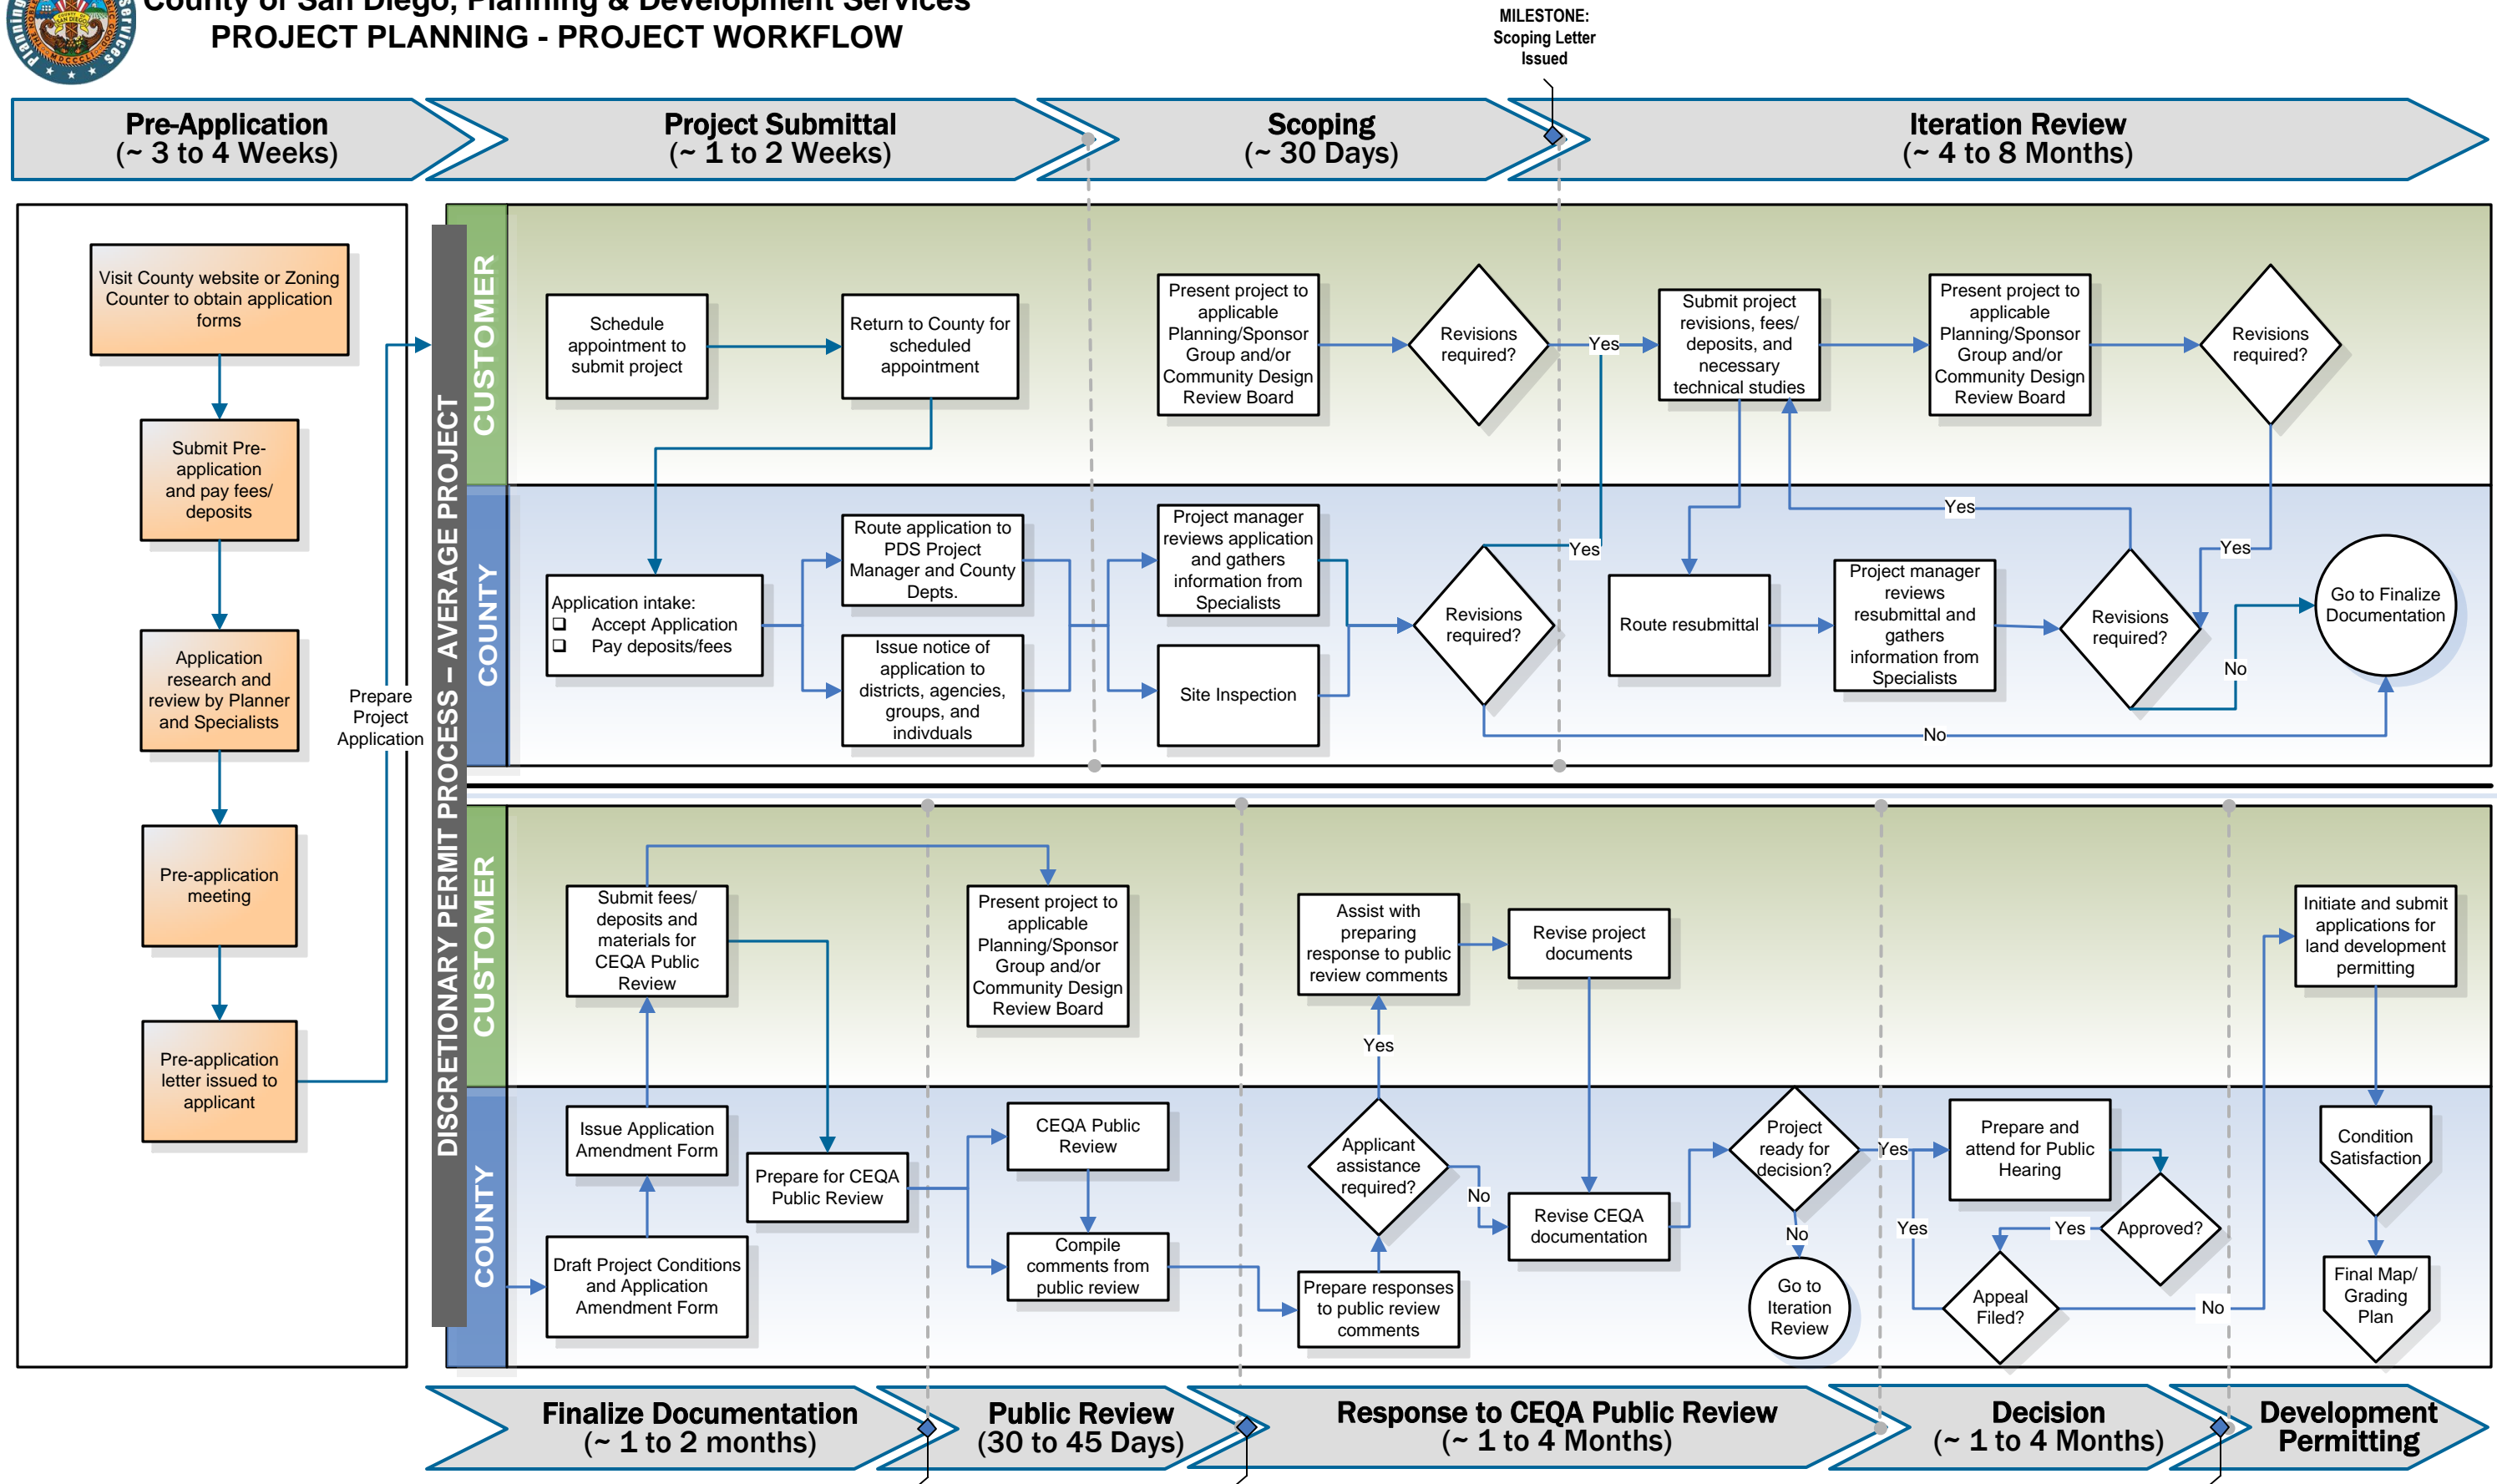 County of San Diego, Planning & Development Services
PROJECT PLANNING - PROJECT WORKFLOW
Planning
Services
MDCCCL
MILESTONE:
Scoping Letter
Issued
Pre-Application
(~ 3 to 4 Weeks)
Project Submittal
(~ 1 to 2 Weeks)
Scoping
(~ 30 Days)
Iteration Review
(~ 4 to 8 Months)
Visit County website or Zoning
Counter to obtain application
forms
Submit Pre-
application
and pay fees/
deposits
Application
research and
review by Planner
and Specialists
Pre-application
meeting
Pre-application
letter issued to
applicant
Prepare
Project
Application
DISCRETIONARY PERMIT PROCESS – AVERAGE PROJECT
CUSTOMER
Schedule
appointment to
submit project
Return to County for
scheduled
appointment
Present project to
applicable
Planning/Sponsor
Group and/or
Community Design
Review Board
Revisions
required?
Yes
Submit project
revisions, fees/
deposits, and
necessary
technical studies
Present project to
applicable
Planning/Sponsor
Group and/or
Community Design
Review Board
Revisions
required?
COUNTY
Application intake:
❑ Accept Application
❑ Pay deposits/fees
Route application to
PDS Project
Manager and County
Depts.
Issue notice of
application to
districts, agencies,
groups, and
indivduals
Project manager
reviews application
and gathers
information from
Specialists
Site Inspection
Revisions
required?
Yes
Route resubmittal
Project manager
reviews
resubmittal and
gathers
information from
Specialists
Yes
Revisions
required?
Yes
No
Go to Finalize
Documentation
No
CUSTOMER
Submit fees/
deposits and
materials for
CEQA Public
Review
Present project to
applicable
Planning/Sponsor
Group and/or
Community Design
Review Board
Assist with
preparing
response to public
review comments
Revise project
documents
Initiate and submit
applications for
land development
permitting
Yes
COUNTY
Issue Application
Amendment Form
Draft Project Conditions
and Application
Amendment Form
Prepare for CEQA
Public Review
CEQA Public
Review
Compile
comments from
public review
Applicant
assistance
required?
No
Prepare responses
to public review
comments
Revise CEQA
documentation
Project
ready for
decision?
Yes
No
Go to
Iteration
Review
Prepare and
attend for Public
Hearing
Approved?
Yes
Yes
Appeal
Filed?
No
Condition
Satisfaction
Final Map/
Grading
Plan
Finalize Documentation
(~ 1 to 2 months)
Public Review
(30 to 45 Days)
Response to CEQA Public Review
(~ 1 to 4 Months)
Decision
(~ 1 to 4 Months)
Development
Permitting